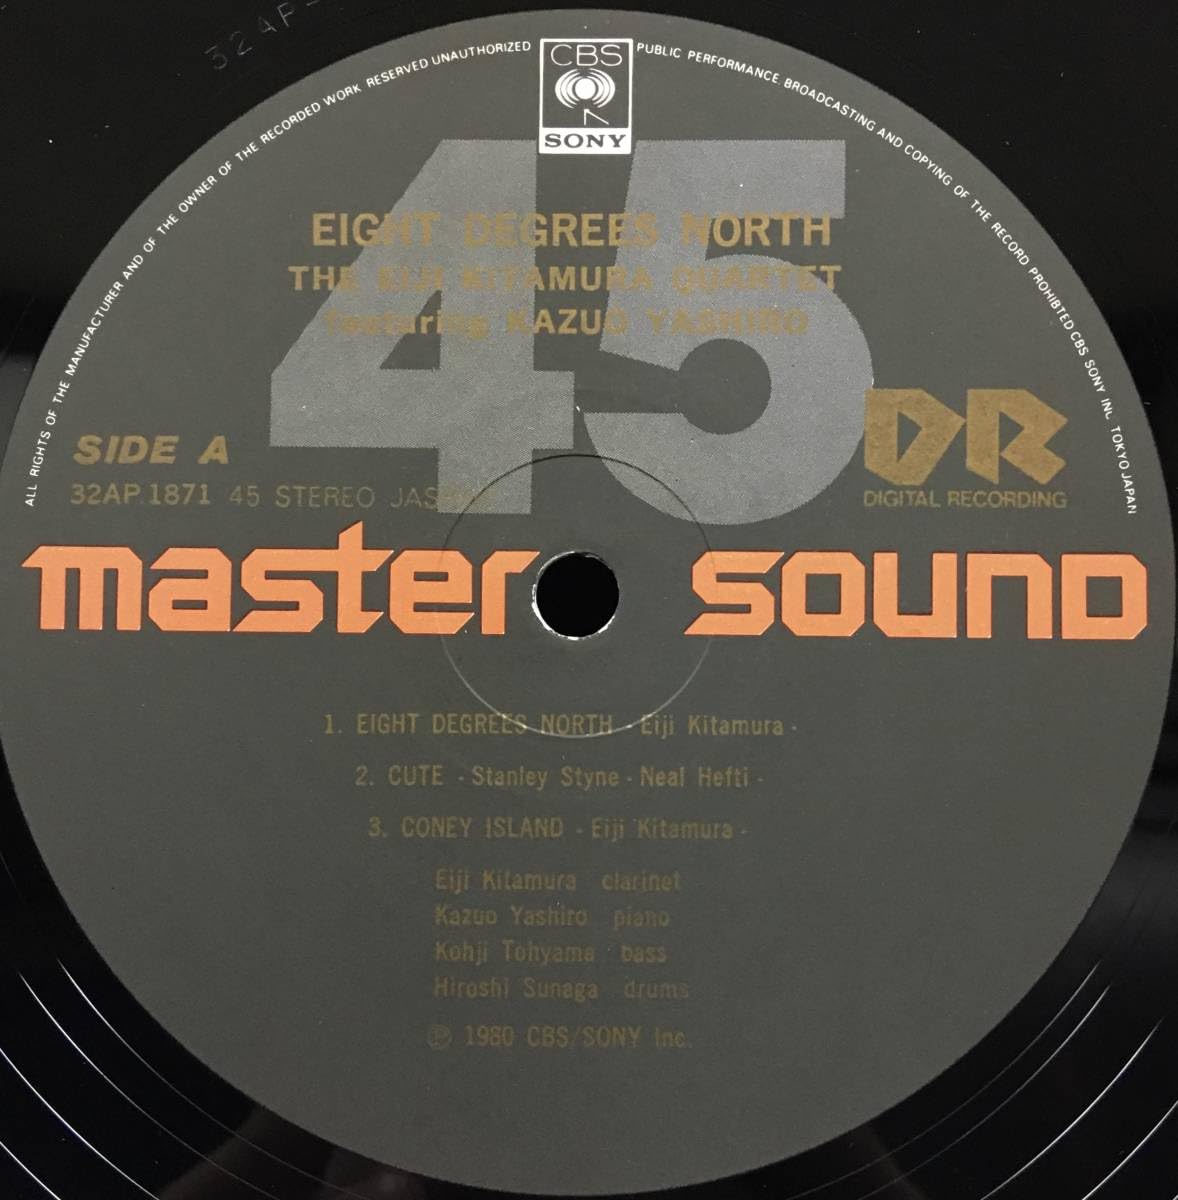 32AP-
ALL RIGHTS OF THE MANUFACTURER AND OF THE OWNER OF THE RECORDED WORK RESERVED UNAUTHORIZED PUBLIC PERFORMANCE. BROADCASTING AND COPYING OF THE RECORD PROHIBTED CBS SONY INC. TOKYO JAPAN
CBS
SONY
45
EIGHT DEGREES NORTH
THE EIJI KITAMURA QUARTET
featuring KAZUO YASHIRO
SIDE A
32AP 1871 45 STEREO
DR
DIGITAL RECORDING
master sound
1. EIGHT DEGREES NORTH - Eiji Kitamura -
2. CUTE - Stanley Styne - Neal Hefti -
3. CONEY ISLAND - Eiji Kitamura -
Eiji Kitamura clarinet
Kazuo Yashiro piano
Kohji Tohyama bass
Hiroshi Sunaga drums
℗ 1980 CBS/SONY Inc.